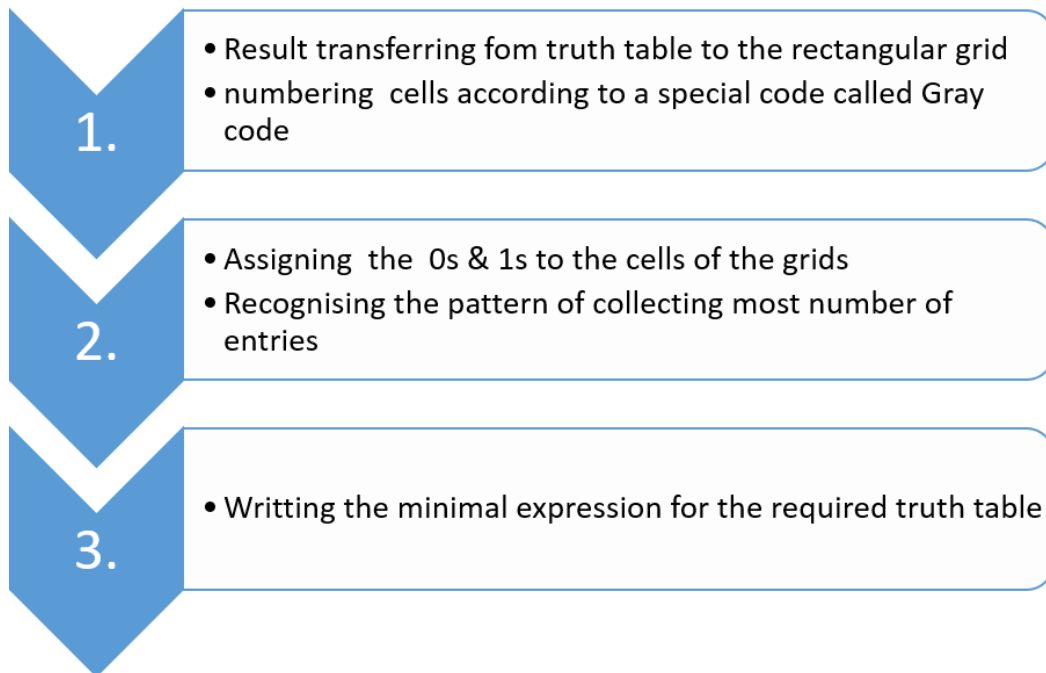 1.
• Result transferring fom truth table to the rectangular grid
• numbering cells according to a special code called Gray
code
2.
• Assigning the 0s & 1s to the cells of the grids
• Recognising the pattern of collecting most number of
entries
3.
• Writting the minimal expression for the required truth table